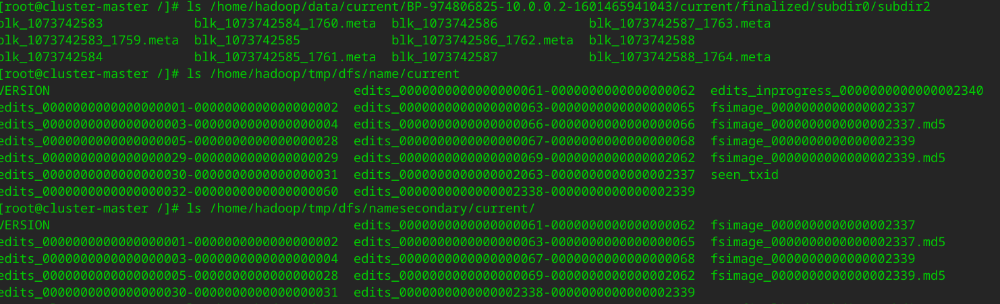 [root@cluster-master /]# ls /home/hadoop/data/current/BP-974806825-10.0.0.2-1601465941043/current/finalized/subdir0/subdir2
blk_1073742583            blk_1073742584_1760.meta  blk_1073742586            blk_1073742587_1763.meta
blk_1073742583_1759.meta  blk_1073742585            blk_1073742586_1762.meta  blk_1073742588
blk_1073742584            blk_1073742585_1761.meta  blk_1073742587            blk_1073742588_1764.meta
[root@cluster-master /]# ls /home/hadoop/tmp/dfs/name/current
VERSION                                        edits_0000000000000000061-0000000000000000062  edits_inprogress_0000000000000002340
edits_0000000000000000001-0000000000000000002  edits_0000000000000000063-0000000000000000065  fsimage_0000000000000002337
edits_0000000000000000003-0000000000000000004  edits_0000000000000000066-0000000000000000066  fsimage_0000000000000002337.md5
edits_0000000000000000005-0000000000000000028  edits_0000000000000000067-0000000000000000068  fsimage_0000000000000002339
edits_0000000000000000029-0000000000000000029  edits_0000000000000000069-0000000000000002062  fsimage_0000000000000002339.md5
edits_0000000000000000030-0000000000000000031  edits_0000000000000002063-0000000000000002337  seen_txid
edits_0000000000000000032-0000000000000000060  edits_0000000000000002338-0000000000000002339
[root@cluster-master /]# ls /home/hadoop/tmp/dfs/namesecondary/current/
VERSION                                        edits_0000000000000000061-0000000000000000062  fsimage_0000000000000002337
edits_0000000000000000001-0000000000000000002  edits_0000000000000000063-0000000000000000065  fsimage_0000000000000002337.md5
edits_0000000000000000003-0000000000000000004  edits_0000000000000000067-0000000000000000068  fsimage_0000000000000002339
edits_0000000000000000005-0000000000000000028  edits_0000000000000000069-0000000000000002062  fsimage_0000000000000002339.md5
edits_0000000000000000030-0000000000000000031  edits_0000000000000002338-0000000000000002339